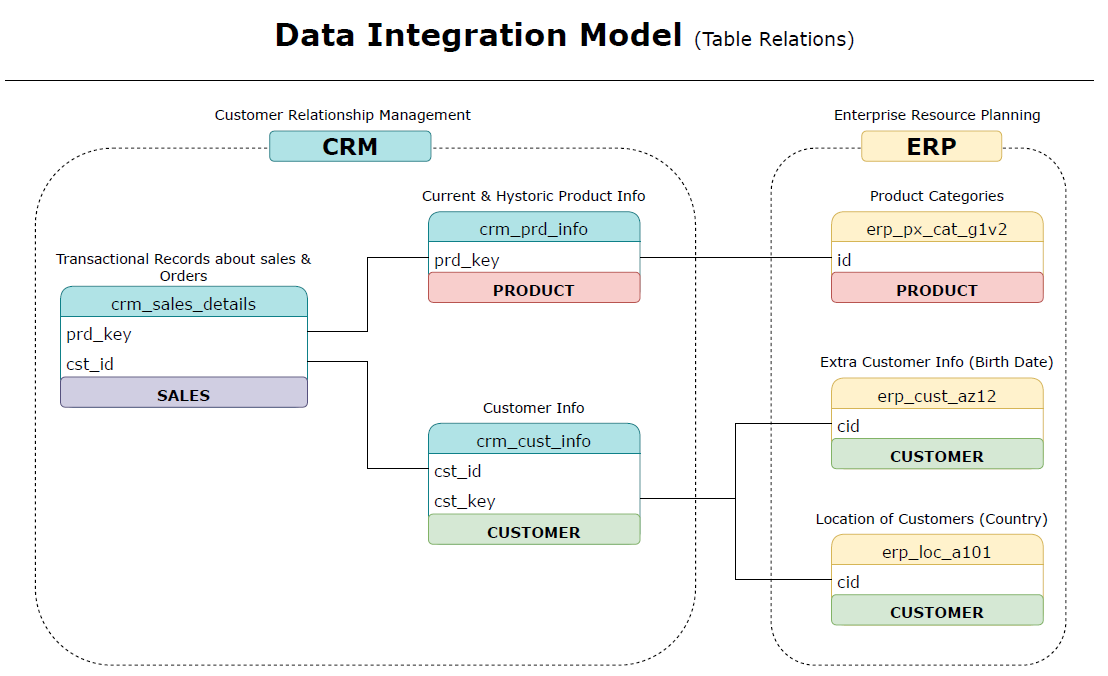 Data Integration Model (Table Relations)
Customer Relationship Management
CRM
Enterprise Resource Planning
ERP
Current & Hystoric Product Info
crm_prd_info
prd_key
PRODUCT
Product Categories
erp_px_cat_g1v2
id
PRODUCT
Transactional Records about sales &
Orders
crm_sales_details
prd_key
cst_id
SALES
Customer Info
crm_cust_info
cst_id
cst_key
CUSTOMER
Extra Customer Info (Birth Date)
erp_cust_az12
cid
CUSTOMER
Location of Customers (Country)
erp_loc_a101
cid
CUSTOMER